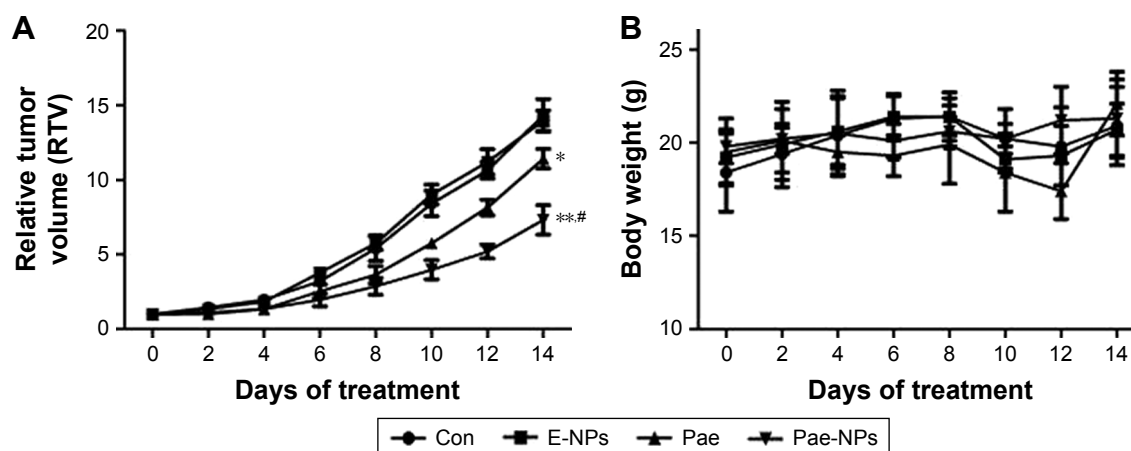 A
B
Relative tumor
volume (RTV)
20
15
10
5
0
*
**,#
0 2 4 6 8 10 12 14
Days of treatment
Body weight (g)
25
20
15
10
0 2 4 6 8 10 12 14
Days of treatment
Con E-NPs Pae Pae-NPs